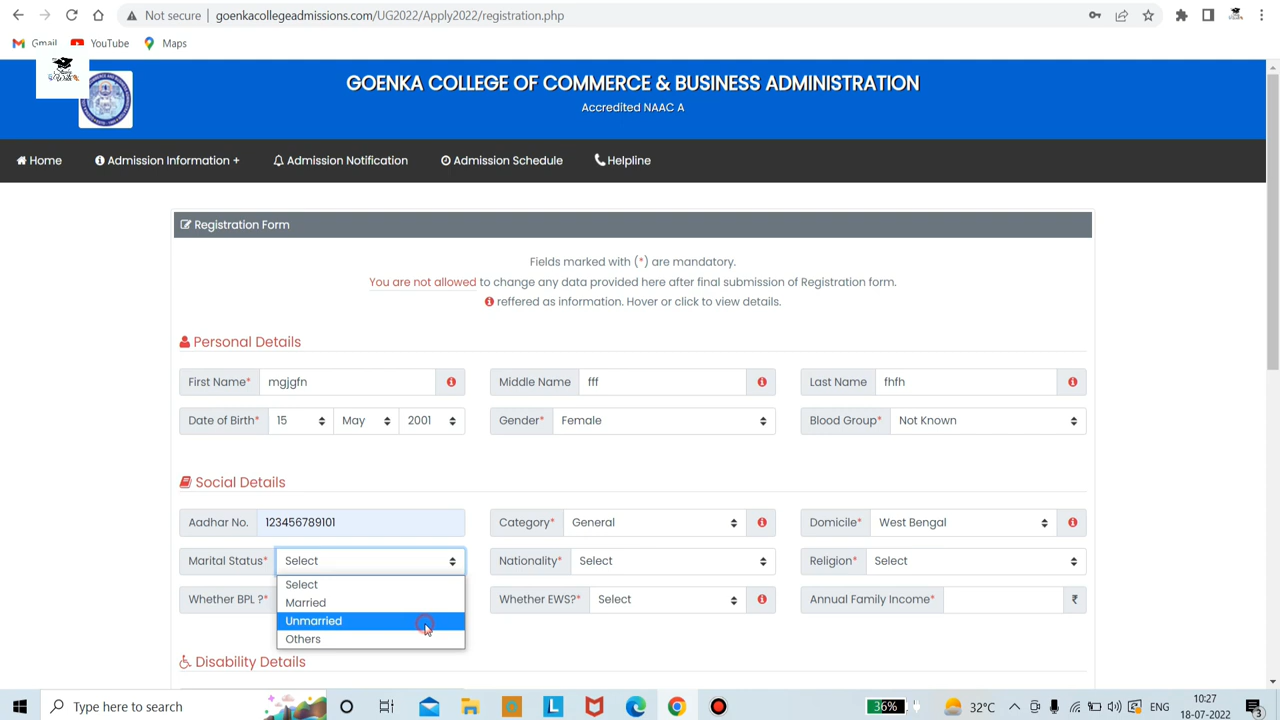 Not secure goenkacollegeadmissions.com/UG2022/Apply2022/registration.php
Gmail YouTube Maps
GOENKA COLLEGE OF COMMERCE & BUSINESS ADMINISTRATION
Accredited NAAC A
Home Admission Information + Admission Notification Admission Schedule Helpline
Registration Form
Fields marked with (*) are mandatory.
You are not allowed to change any data provided here after final submission of Registration form.
reffered as information. Hover or click to view details.
Personal Details
First Name* mgjgfn Middle Name fff Last Name fhfh
Date of Birth* 15 May 2001 Gender* Female Blood Group* Not Known
Social Details
Aadhar No. 123456789101 Category* General Domicile* West Bengal
Marital Status* Select Nationality* Select Religion* Select
Select
Married
Unmarried
Others
Whether BPL ?* Whether EWS?* Select Annual Family Income* ₹
Disability Details
Type here to search 36% 32°C ENG 10:27
18-07-2022 3